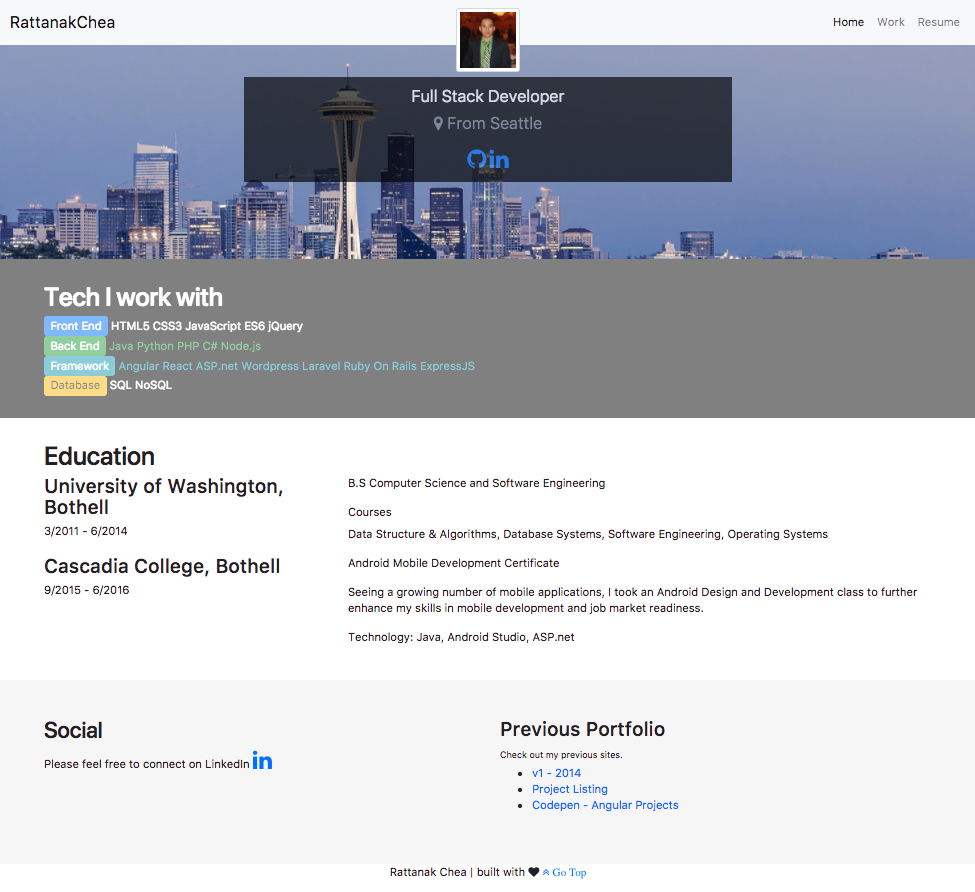 RattanakChea
Home Work Resume
Full Stack Developer
From Seattle
Tech I work with
Front End HTML5 CSS3 JavaScript ES6 jQuery
Back End Java Python PHP C# Node.js
Framework Angular React ASP.net Wordpress Laravel Ruby On Rails ExpressJS
Database SQL NoSQL
Education
University of Washington,
Bothell
3/2011 - 6/2014
B.S Computer Science and Software Engineering
Courses
Data Structure & Algorithms, Database Systems, Software Engineering, Operating Systems
Cascadia College, Bothell
9/2015 - 6/2016
Android Mobile Development Certificate
Seeing a growing number of mobile applications, I took an Android Design and Development class to further
enhance my skills in mobile development and job market readiness.
Technology: Java, Android Studio, ASP.net
Social
Please feel free to connect on LinkedIn
Previous Portfolio
Check out my previous sites.
v1 - 2014
Project Listing
Codepen - Angular Projects
Rattanak Chea | built with Go Top